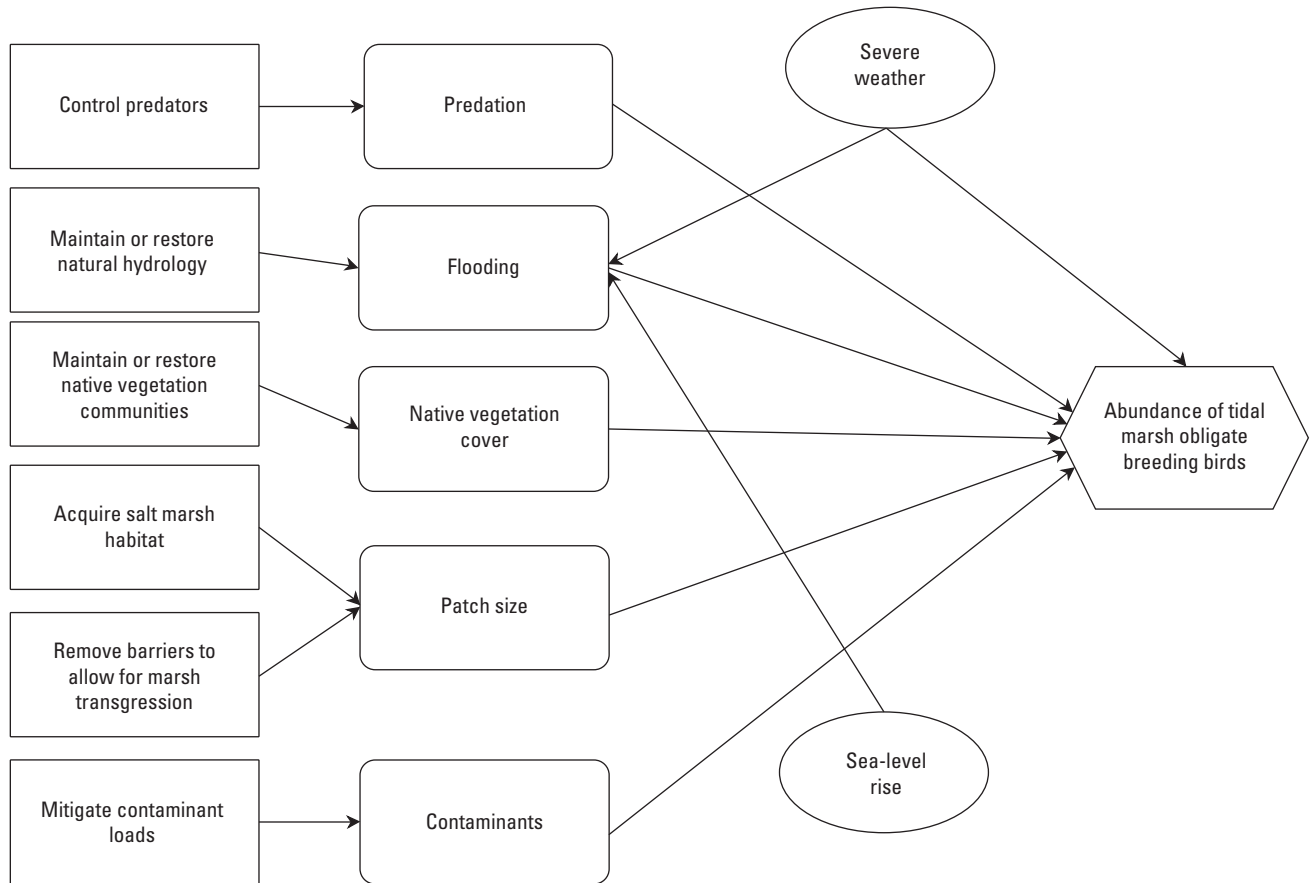 Control predators
Predation
Severe
weather
Maintain or restore
natural hydrology
Flooding
Maintain or restore
native vegetation
communities
Native vegetation
cover
Abundance of tidal
marsh obligate
breeding birds
Acquire salt marsh
habitat
Patch size
Remove barriers to
allow for marsh
transgression
Sea-level
rise
Mitigate contaminant
loads
Contaminants